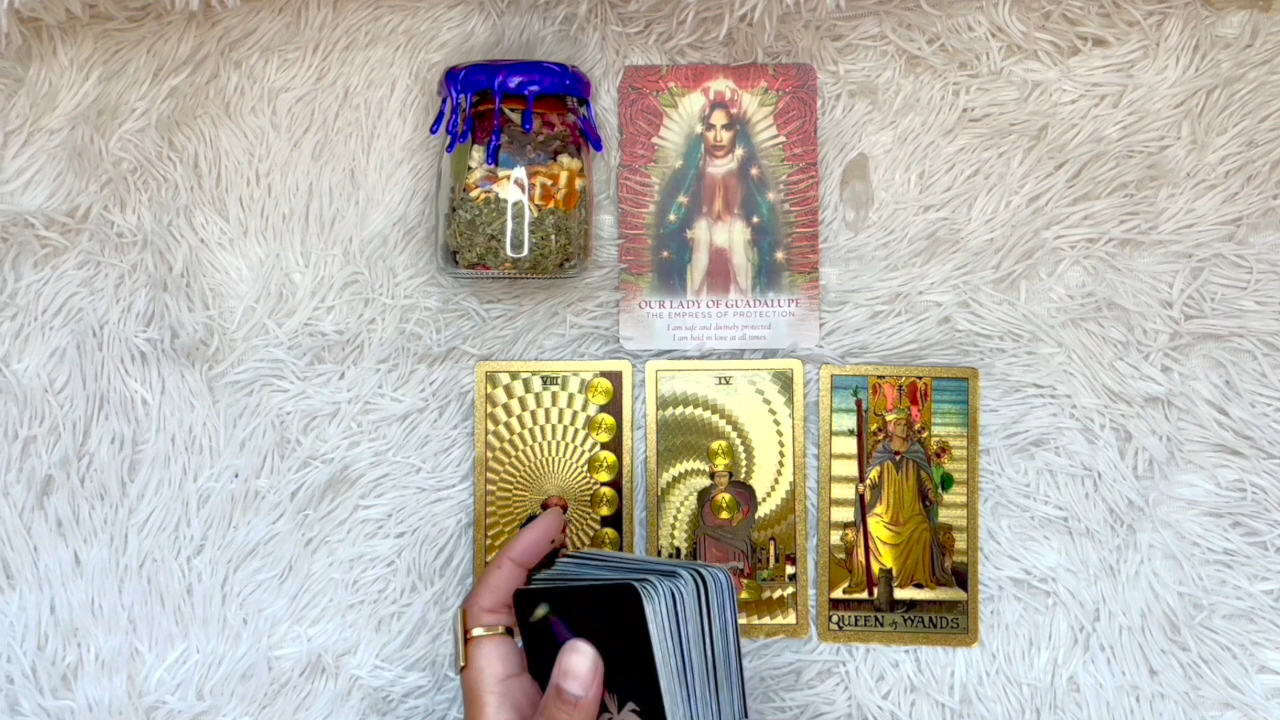 OUR LADY OF GUADALUPE
THE EMPRESS OF PROTECTION
I am safe and divinely protected.
I am held in love at all times.
VIII
IV
QUEEN of WANDS.